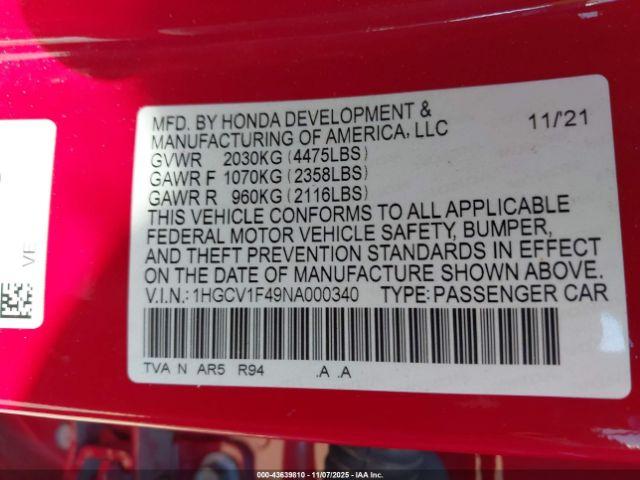 MFD. BY HONDA DEVELOPMENT & 11/21
MANUFACTURING OF AMERICA, LLC
GVWR 2030KG (4475LBS)
GAWR F 1070KG (2358LBS)
GAWR R 960KG (2116LBS)
THIS VEHICLE CONFORMS TO ALL APPLICABLE
FEDERAL MOTOR VEHICLE SAFETY, BUMPER,
AND THEFT PREVENTION STANDARDS IN EFFECT
ON THE DATE OF MANUFACTURE SHOWN ABOVE.
V.I.N.: 1HGCV1F49NA000340 TYPE: PASSENGER CAR
TVA N AR5 R94 .A .A
VE
000-43639810 - 11/07/2025 - IAA Inc. (IAA)